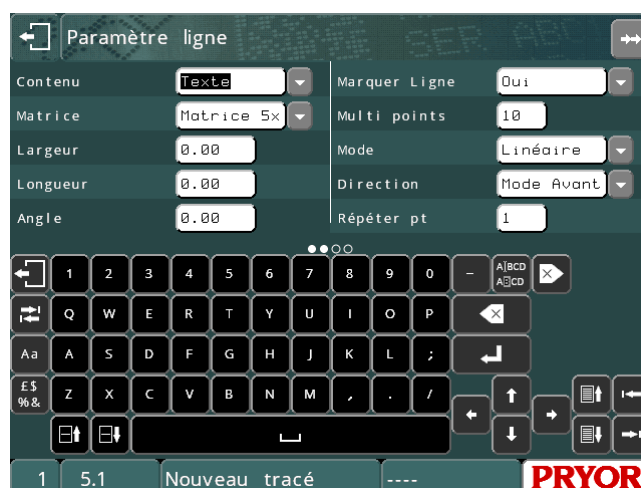 Paramètre ligne
Contenu Texte Marquer Ligne Oui
Matrice Matrice 5x Multi points 10
Largeur 0.00 Mode Linéaire
Longueur 0.00 Direction Mode Avant
Angle 0.00 Répéter pt 1
1 2 3 4 5 6 7 8 9 0 - A|BCD
A CD
Q W E R T Y U I O P
Aa A S D F G H J K L ;
£$
%& Z X C V B N M , . /
1 5.1 Nouveau tracé ---- PRYOR